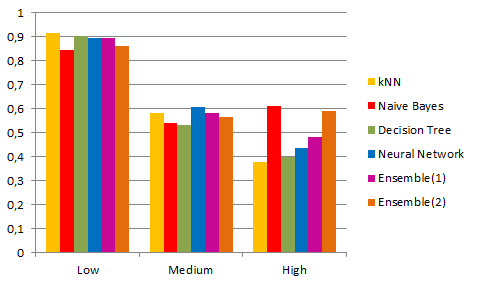 1
0,9
0,8
0,7
0,6
0,5
0,4
0,3
0,2
0,1
0
Low Medium High
kNN
Naive Bayes
Decision Tree
Neural Network
Ensemble(1)
Ensemble(2)